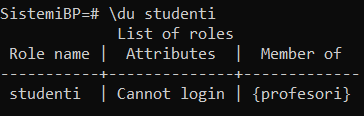 SistemiBP=# \du studenti
List of roles
Role name | Attributes | Member of
-----------+--------------+-------------
studenti | Cannot login | {profesori}